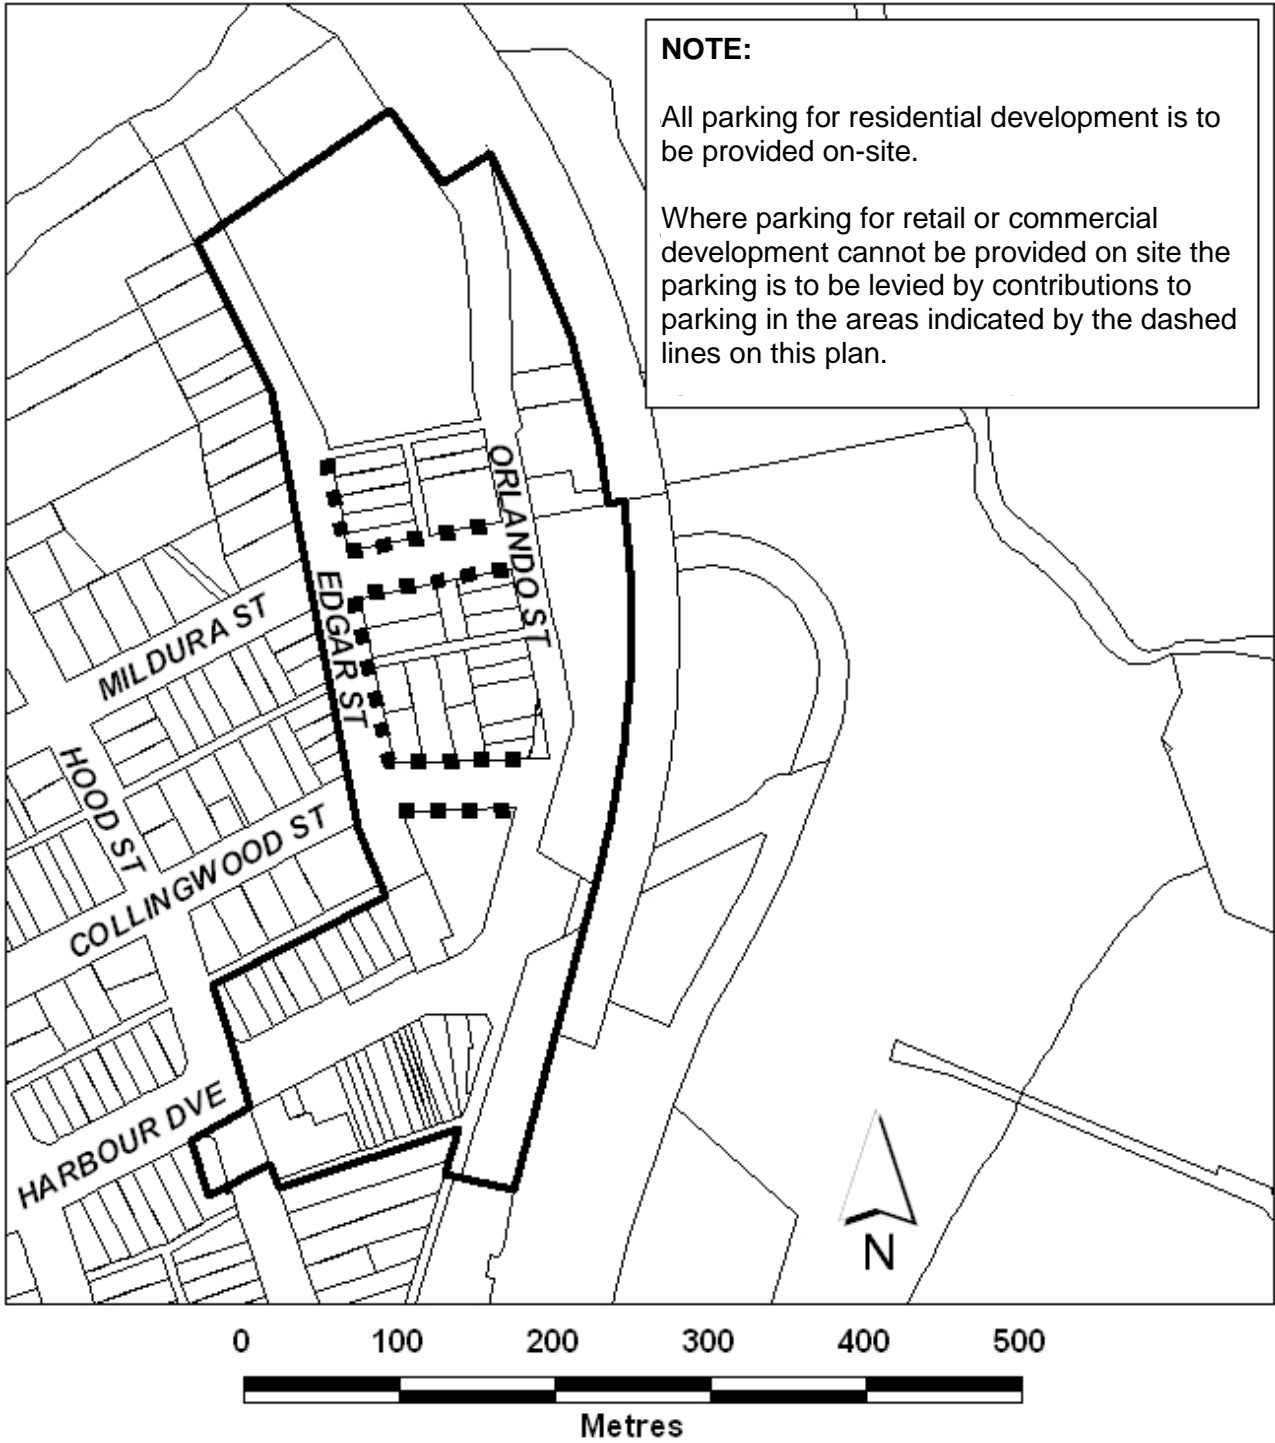 NOTE:
All parking for residential development is to
be provided on-site.
Where parking for retail or commercial
development cannot be provided on site the
parking is to be levied by contributions to
parking in the areas indicated by the dashed
lines on this plan.
ORLANDO ST
EDGAR ST
MILDURA ST
HOOD ST
COLLINGWOOD ST
HARBOUR DVE
N
0 100 200 300 400 500
Metres